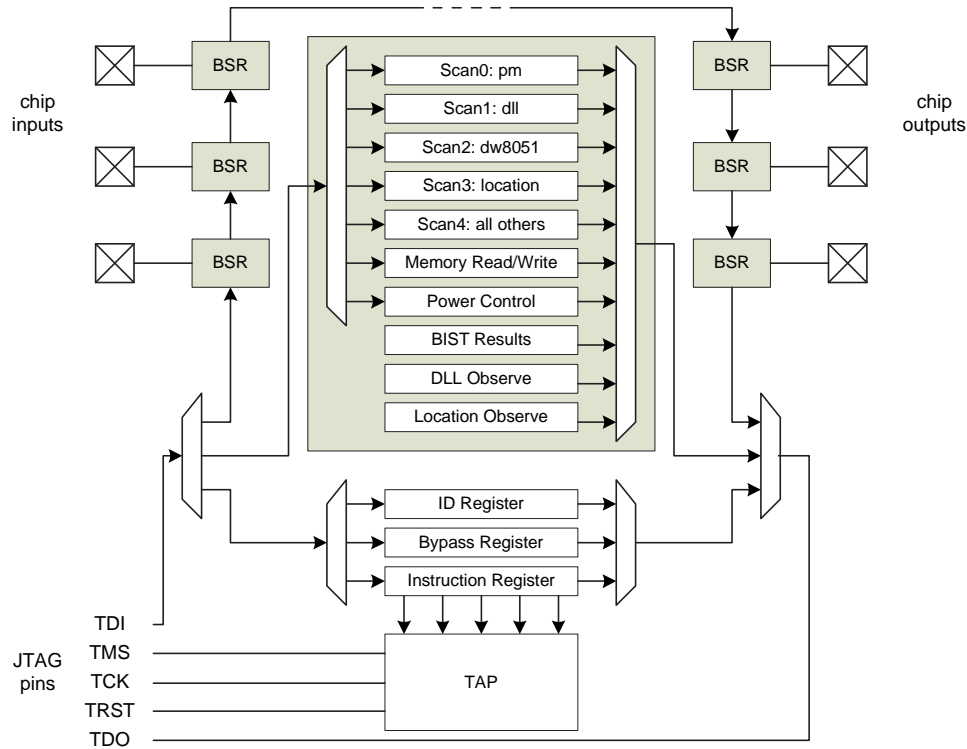 BSR
BSR
BSR
chip
inputs
Scan0: pm
Scan1: dll
Scan2: dw8051
Scan3: location
Scan4: all others
Memory Read/Write
Power Control
BIST Results
DLL Observe
Location Observe
BSR
BSR
BSR
chip
outputs
ID Register
Bypass Register
Instruction Register
TAP
JTAG
pins
TDI
TMS
TCK
TRST
TDO